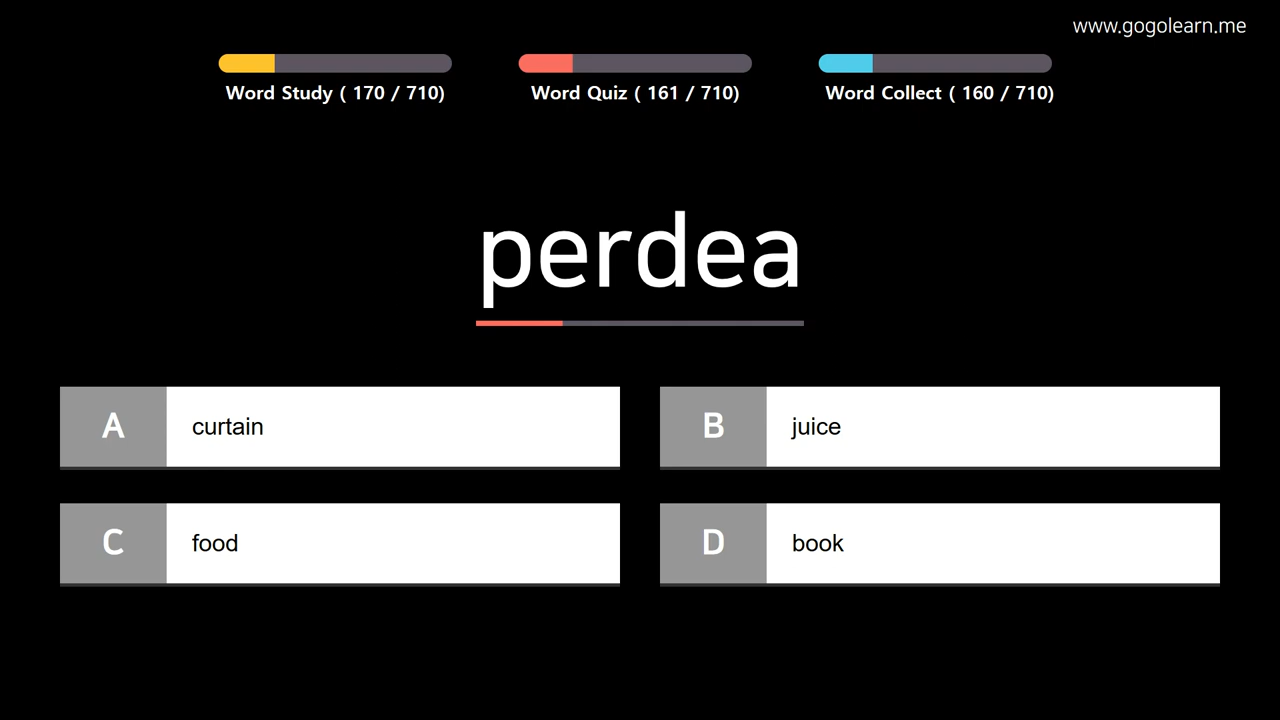 www.gogolearn.me
Word Study ( 170 / 710)
Word Quiz ( 161 / 710)
Word Collect ( 160 / 710)
perdea
A
curtain
B
juice
C
food
D
book